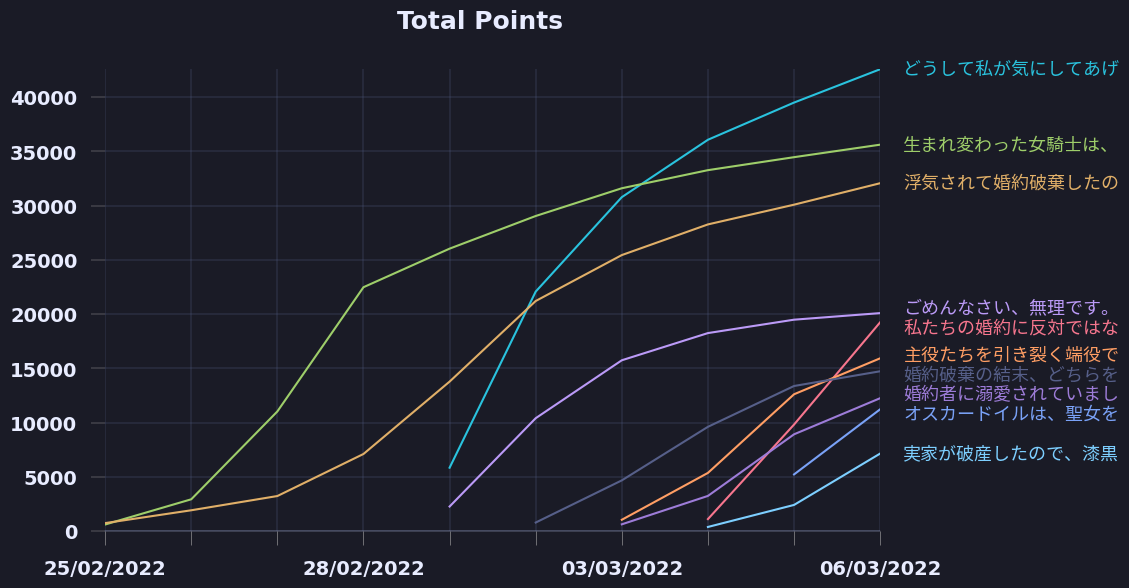 Total Points
40000
35000
30000
25000
20000
15000
10000
5000
0
25/02/2022
28/02/2022
03/03/2022
06/03/2022
どうして私が気にしてあげ
生まれ変わった女騎士は、
浮気されて婚約破棄したの
ごめんなさい、無理です。
私たちの婚約に反対ではな
主役たちを引き裂く端役で
婚約破棄の結末、どちらを
婚約者に溺愛されていまし
オスカードイルは、聖女を
実家が破産したので、漆黒